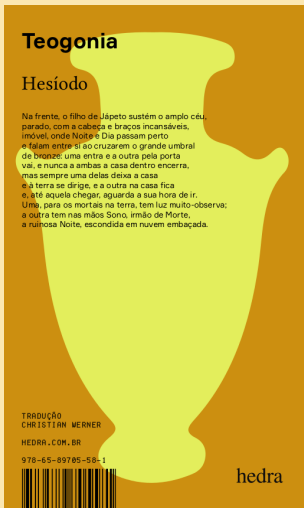 Teogonia
Hesíodo
Na frente, o filho de Jápeto sustém o amplo céu,
parado, com a cabeça e braços incansáveis,
imóvel, onde Noite e Dia passam perto
e falam entre si ao cruzarem o grande umbral
de bronze: uma entra e a outra pela porta
vai, e nunca a ambas a casa dentro encerra,
mas sempre uma delas deixa a casa
e à terra se dirige, e a outra na casa fica
e, até aquela chegar, aguarda a sua hora de ir.
Uma, para os mortais na terra, tem luz muito-observa;
a outra tem nas mãos Sono, irmão de Morte,
a ruinosa Noite, escondida em nuvem embaçada.
TRADUÇÃO
CHRISTIAN WERNER
HEDRA.COM.BR
978-65-89705-50-1
hedra